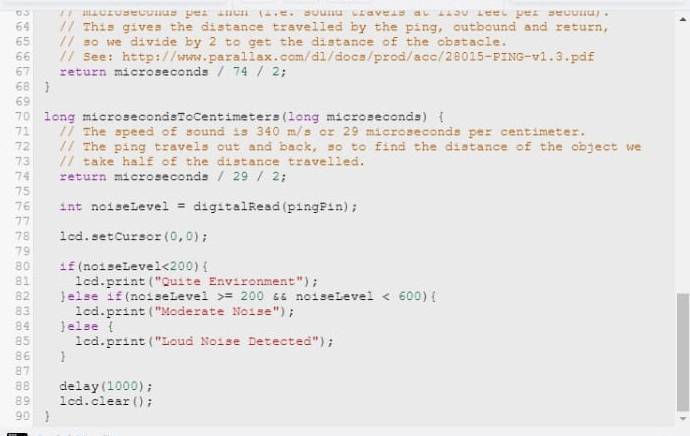 63 // microseconds per inch (i.e. sound travels at 1130 feet per second).
64 // This gives the distance travelled by the ping, outbound and return,
65 // so we divide by 2 to get the distance of the obstacle.
66 // See: http://www.parallax.com/dl/docs/prod/acc/28015-PING-v1.3.pdf
67 return microseconds / 74 / 2;
68 }
69
70 long microsecondsToCentimeters(long microseconds) {
71 // The speed of sound is 340 m/s or 29 microseconds per centimeter.
72 // The ping travels out and back, so to find the distance of the object we
73 // take half of the distance travelled.
74 return microseconds / 29 / 2;
75
76 int noiseLevel = digitalRead(pingPin);
77
78 lcd.setCursor(0,0);
79
80 if(noiseLevel<200){
81 lcd.print("Quite Environment");
82 }else if(noiseLevel >= 200 && noiseLevel < 600){
83 lcd.print("Moderate Noise");
84 }else {
85 lcd.print("Loud Noise Detected");
86 }
87
88 delay(1000);
89 lcd.clear();
90 }